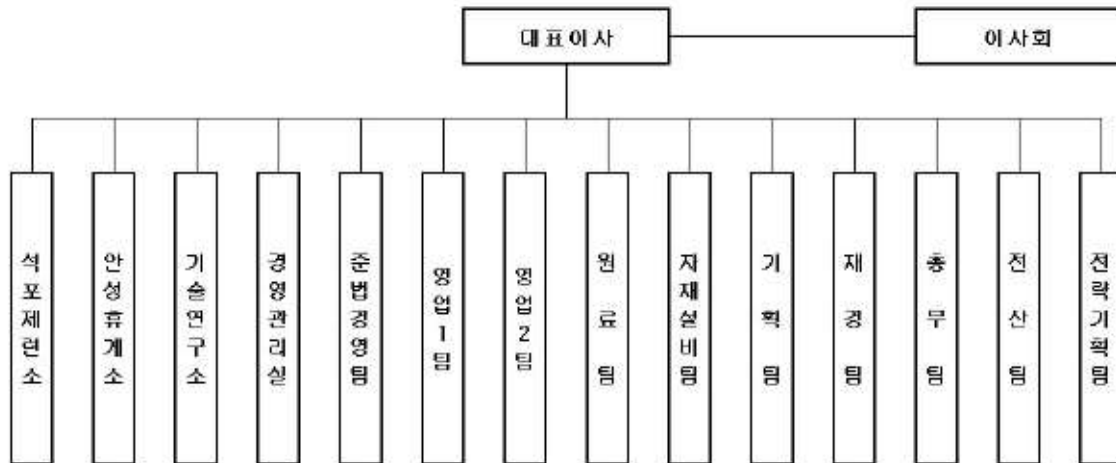 대표이사
이사회
석포제련소
안성휴게소
기술연구소
경영관리실
준법경영팀
영업1팀
영업2팀
원료팀
자재설비팀
기획팀
재경팀
총무팀
전산팀
전략기획팀